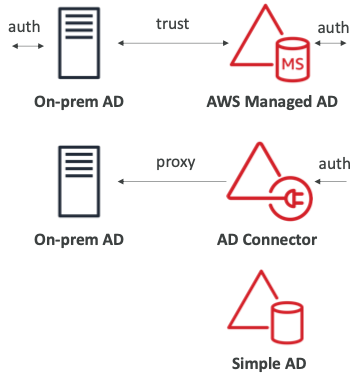 auth
trust
auth
MS
On-prem AD
AWS Managed AD
proxy
auth
On-prem AD
AD Connector
Simple AD